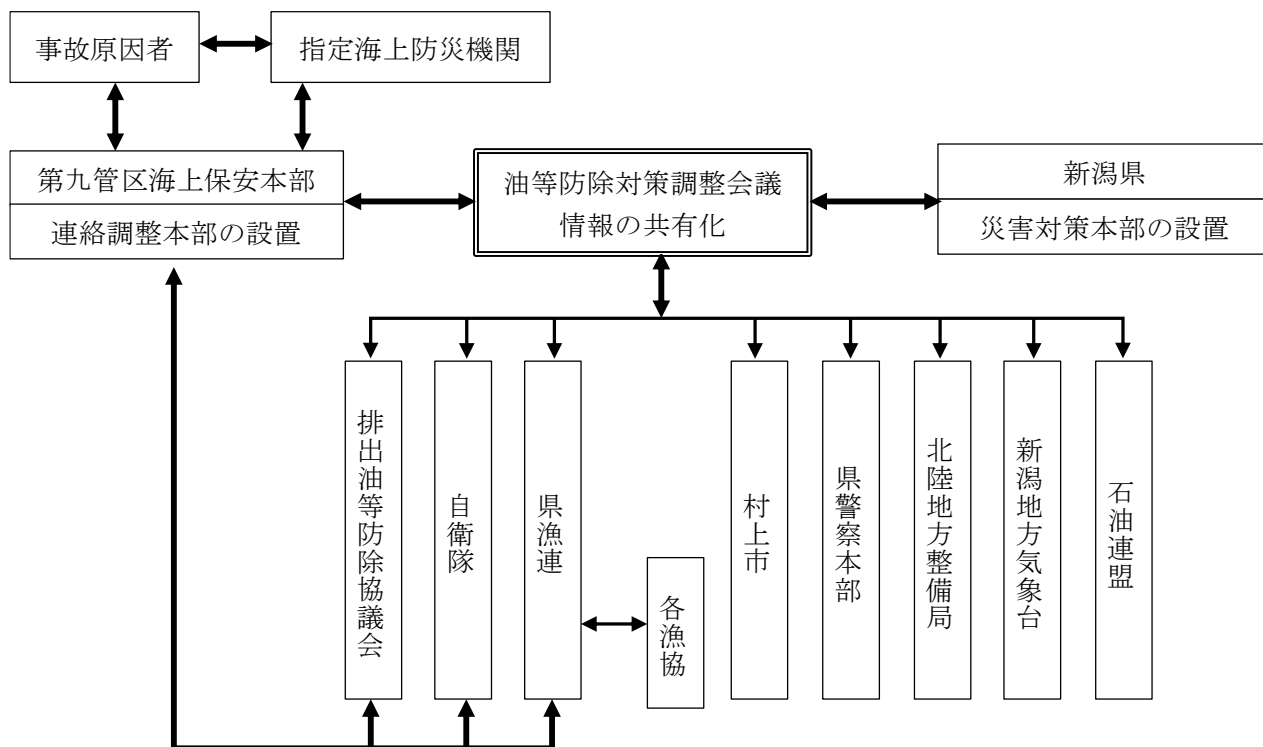 事故原因者
指定海上防災機関
第九管区海上保安本部
連絡調整本部の設置
油等防除対策調整会議
情報の共有化
新潟県
災害対策本部の設置
排出油等防除協議会
自衛隊
県漁連
各漁協
村上市
県警察本部
北陸地方整備局
新潟地方気象台
石油連盟